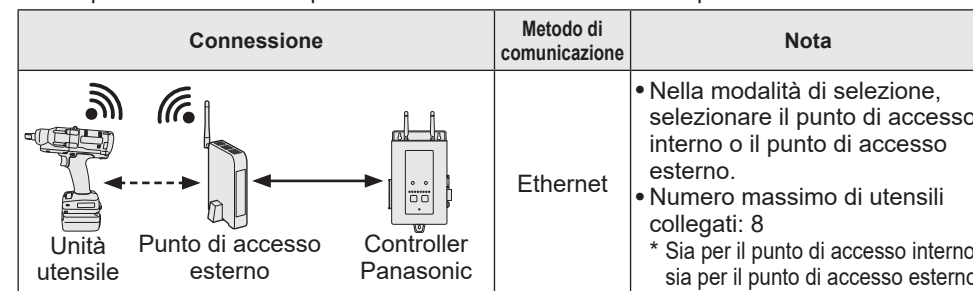 Connessione
Metodo di
comunicazione
Nota
Unità
utensile
Punto di accesso
esterno
Controller
Panasonic
Ethernet
• Nella modalità di selezione,
selezionare il punto di accesso
interno o il punto di accesso
esterno.
• Numero massimo di utensili
collegati: 8
* Sia per il punto di accesso interno
sia per il punto di accesso esterno